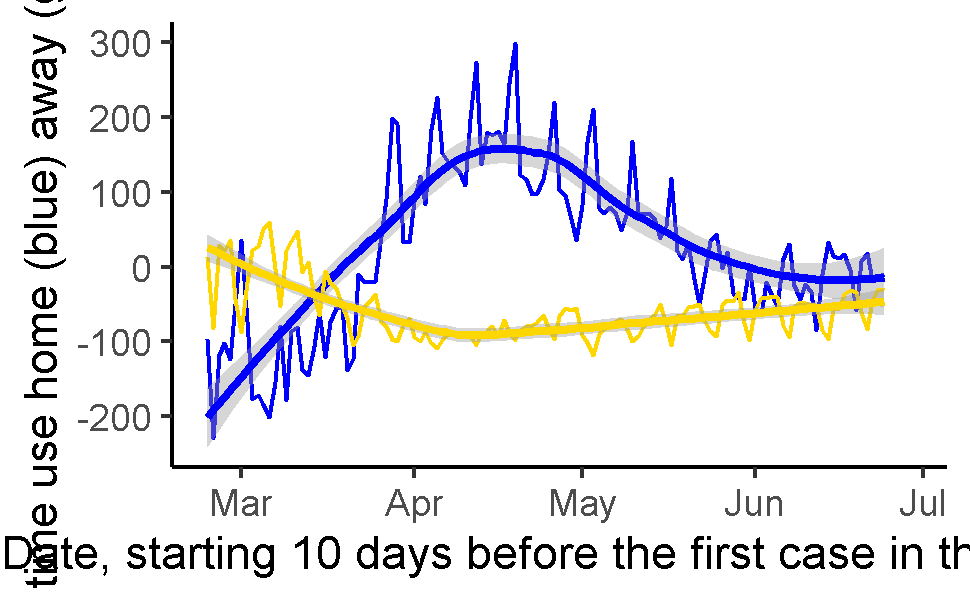 time use home (blue) away (
300
200
100
0
-100
-200
Mar Apr May Jun Jul
Date, starting 10 days before the first case in th